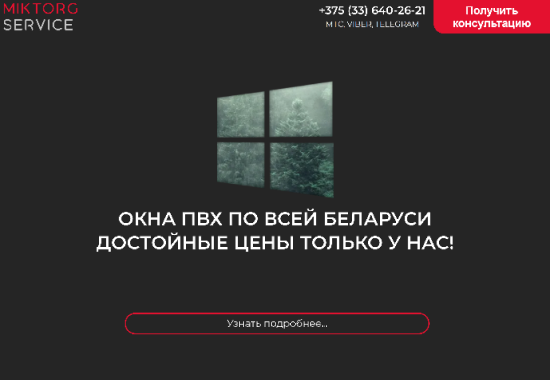 MIKTORG
SERVICE
+375 (33) 640-26-21
МТС, VIBER, TELEGRAM
Получить
консультацию
ОКНА ПВХ ПО ВСЕЙ БЕЛАРУСИ
ДОСТОЙНЫЕ ЦЕНЫ ТОЛЬКО У НАС!
Узнать подробнее...